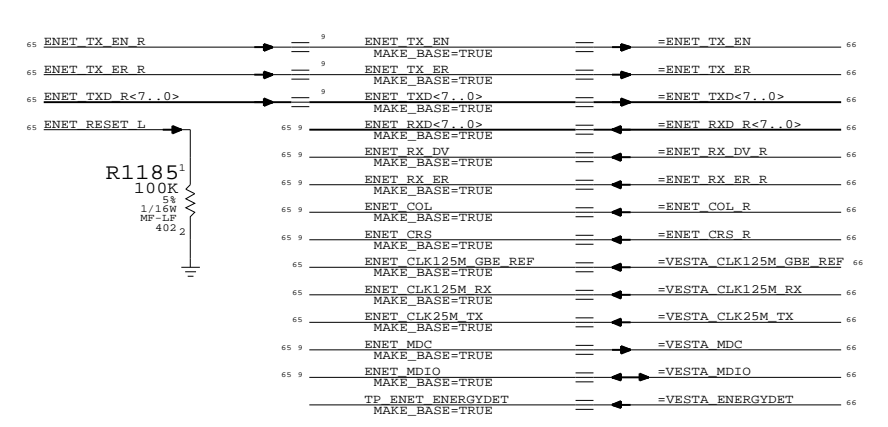 65 ENET_TX_EN_R 9 ENET_TX_EN =ENET_TX_EN 66
MAKE_BASE=TRUE
65 ENET_TX_ER_R 9 ENET_TX_ER =ENET_TX_ER 66
MAKE_BASE=TRUE
65 ENET_TXD_R<7..0> 9 ENET_TXD<7..0> =ENET_TXD<7..0> 66
MAKE_BASE=TRUE
65 ENET_RESET_L 65 9 ENET_RXD<7..0> =ENET_RXD_R<7..0> 66
MAKE_BASE=TRUE
65 9 ENET_RX_DV =ENET_RX_DV_R 66
MAKE_BASE=TRUE
R1185 1
100K
5%
1/16W
MF-LF
402 2
65 9 ENET_RX_ER =ENET_RX_ER_R 66
MAKE_BASE=TRUE
65 9 ENET_COL =ENET_COL_R 66
MAKE_BASE=TRUE
65 9 ENET_CRS =ENET_CRS_R 66
MAKE_BASE=TRUE
65 ENET_CLK125M_GBE_REF =VESTA_CLK125M_GBE_REF 66
MAKE_BASE=TRUE
65 ENET_CLK125M_RX =VESTA_CLK125M_RX 66
MAKE_BASE=TRUE
65 ENET_CLK25M_TX =VESTA_CLK25M_TX 66
MAKE_BASE=TRUE
65 9 ENET_MDC =VESTA_MDC 66
MAKE_BASE=TRUE
65 9 ENET_MDIO =VESTA_MDIO 66
MAKE_BASE=TRUE
TP_ENET_ENERGYDET =VESTA_ENERGYDET 66
MAKE_BASE=TRUE